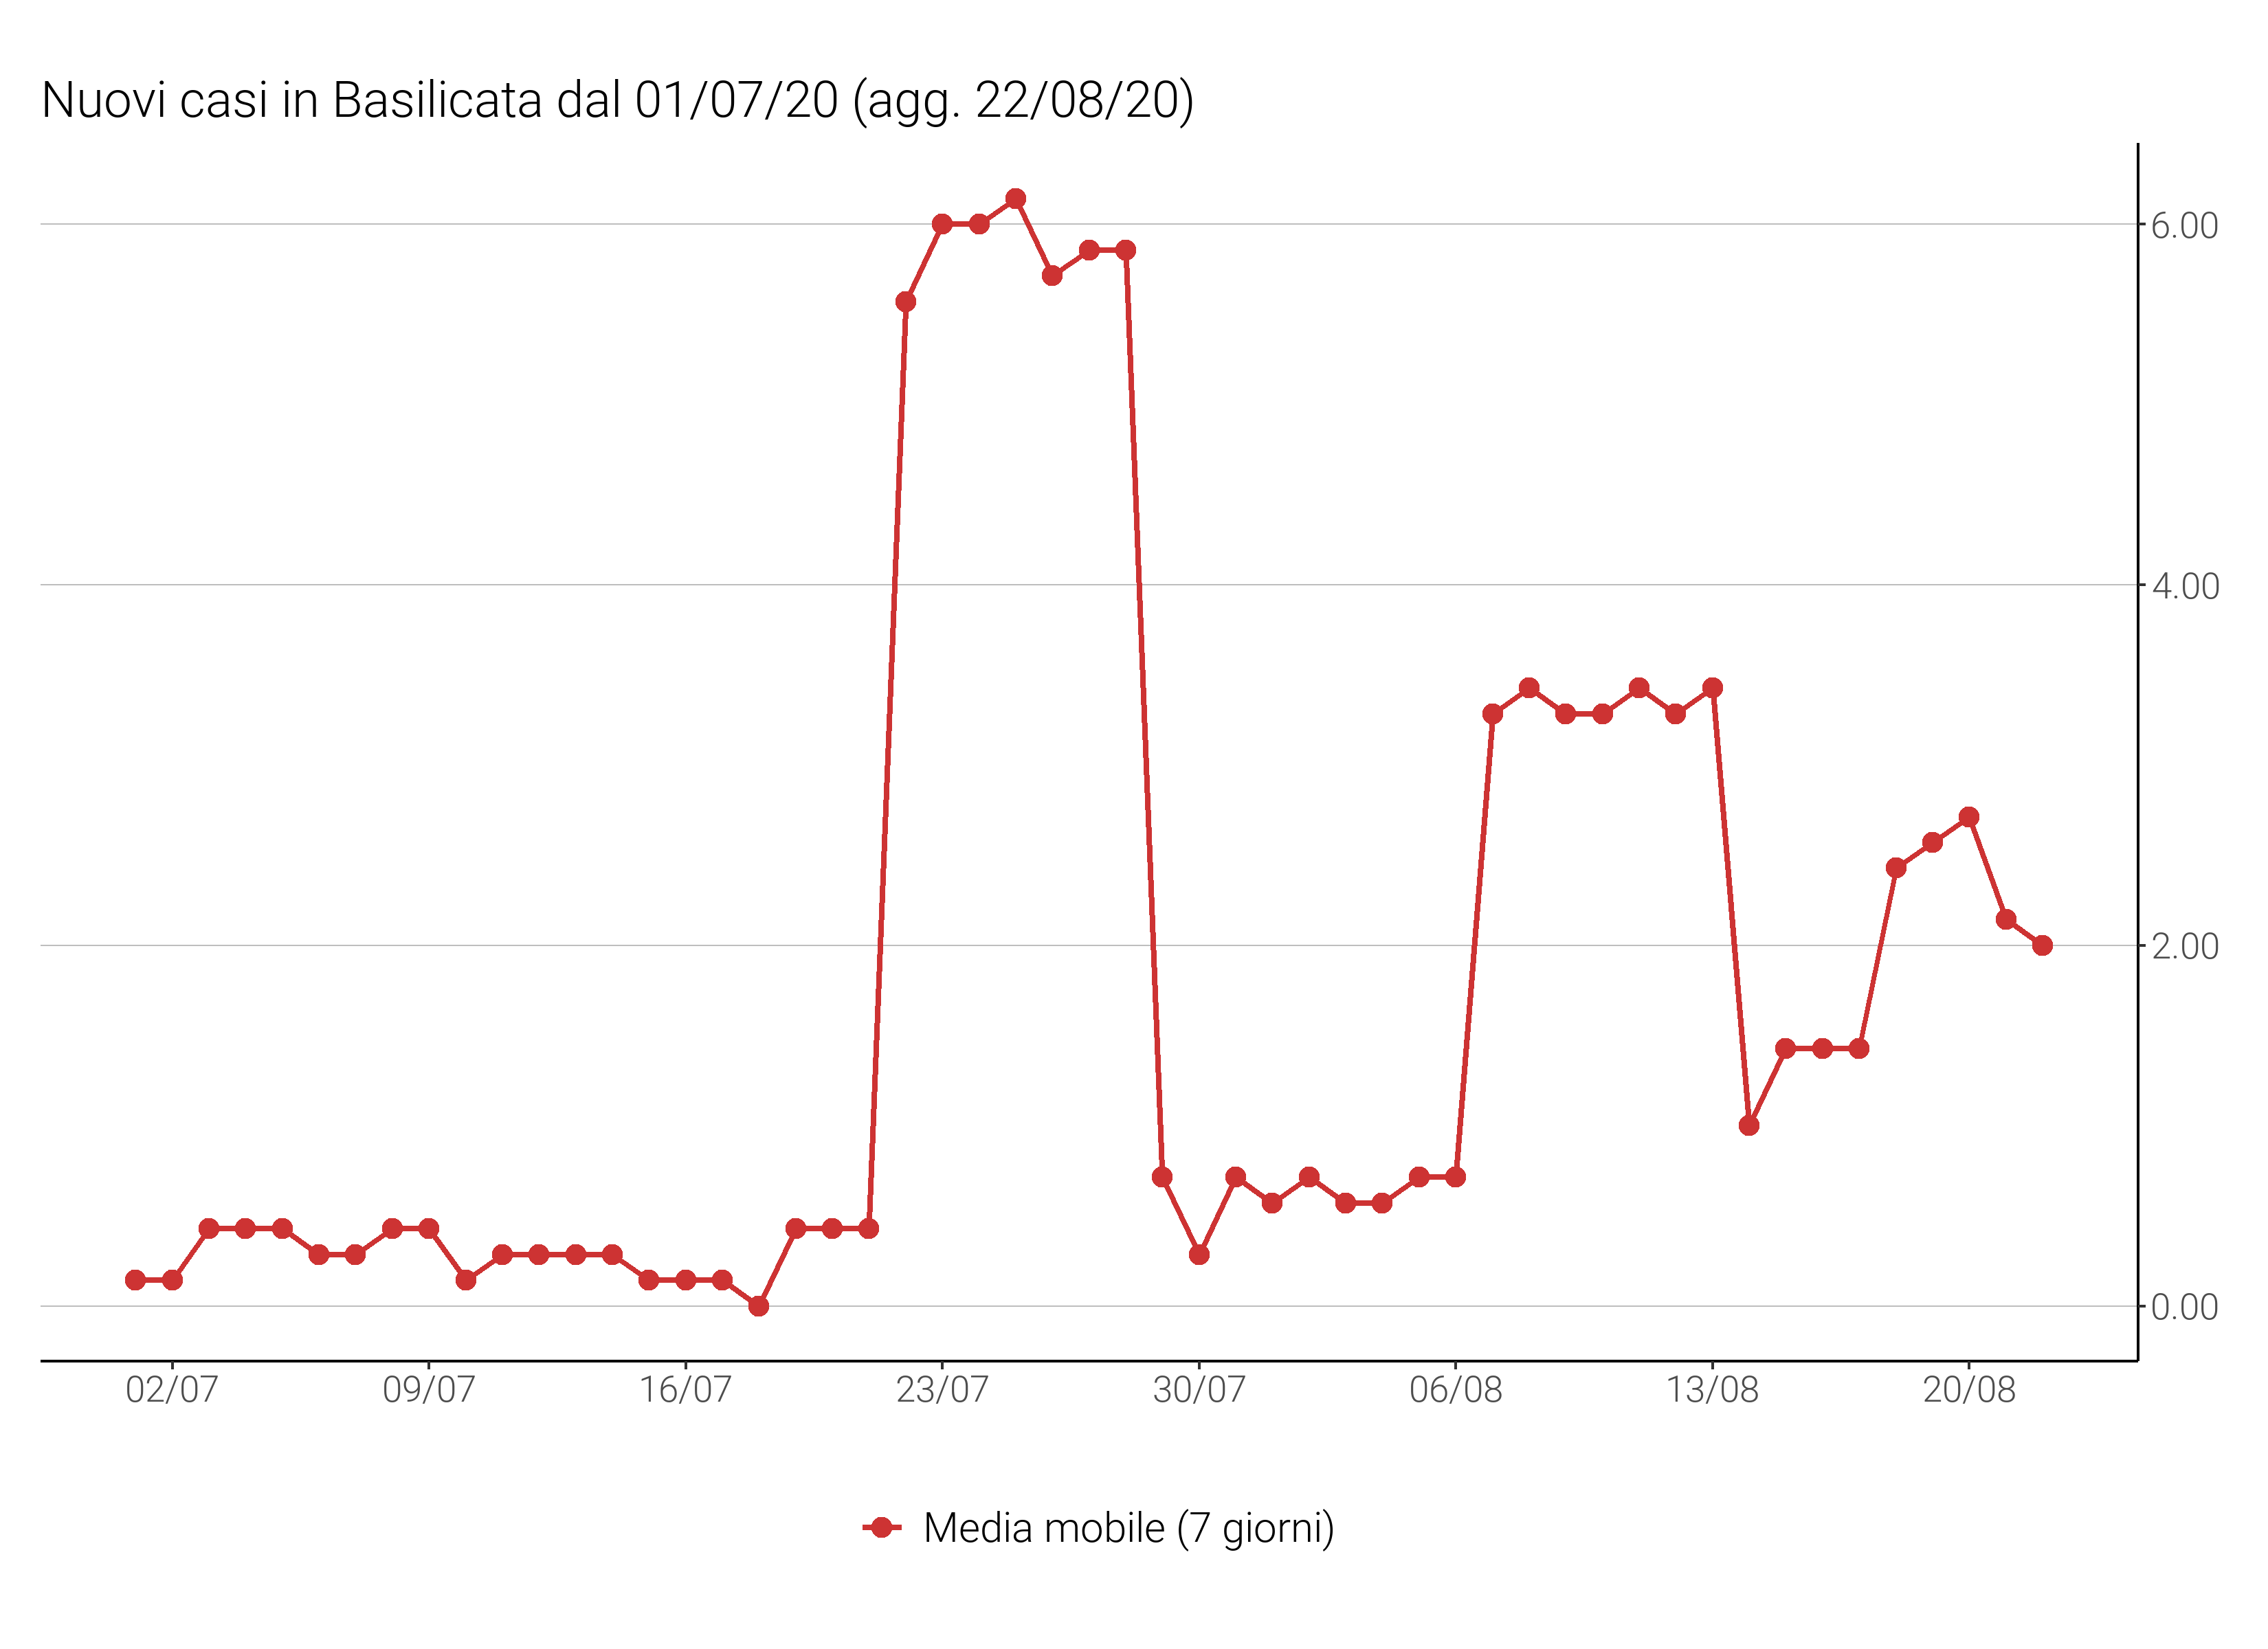 Nuovi casi in Basilicata dal 01/07/20 (agg. 22/08/20)
6.00
4.00
2.00
0.00
02/07 09/07 16/07 23/07 30/07 06/08 13/08 20/08
Media mobile (7 giorni)